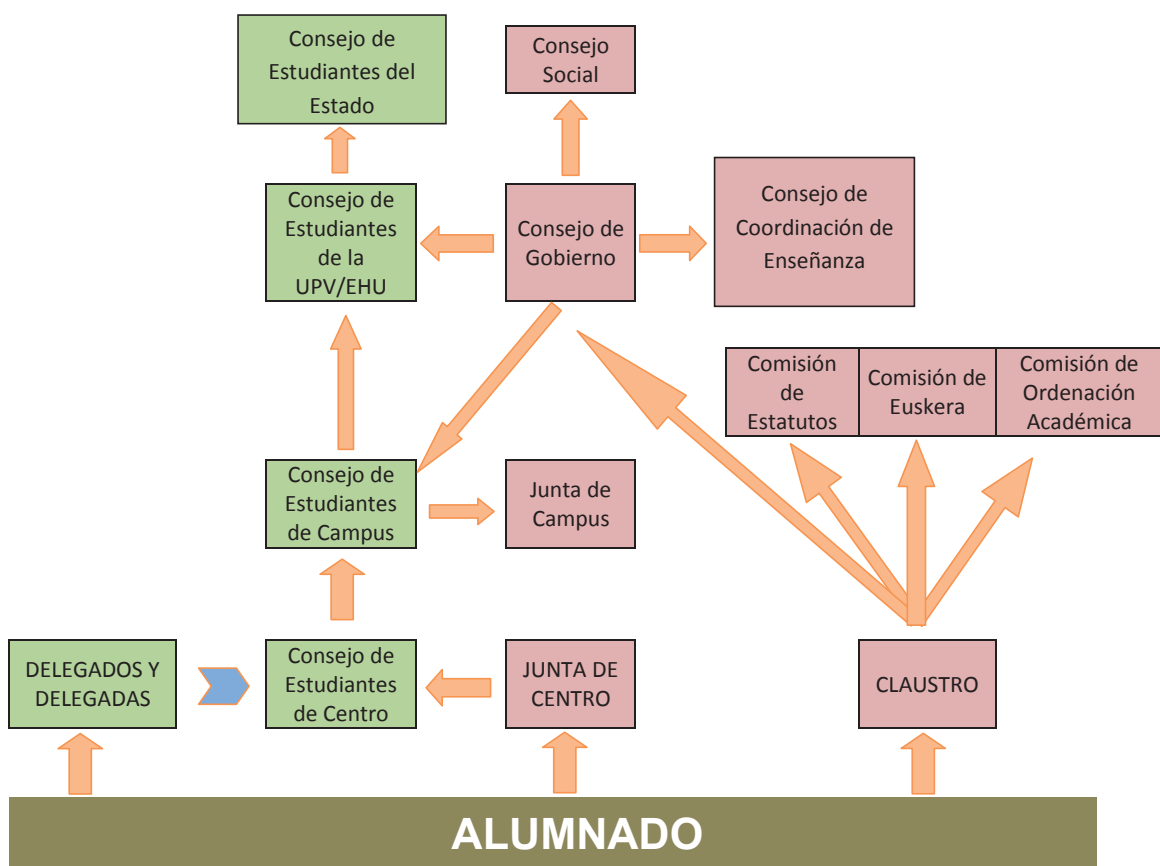 Consejo de
Estudiantes del
Estado
Consejo
Social
Consejo de
Estudiantes
de la
UPV/EHU
Consejo de
Gobierno
Consejo de
Coordinación de
Enseñanza
Comisión
de
Estatutos
Comisión de
Euskera
Comisión de
Ordenación
Académica
Consejo de
Estudiantes
de Campus
Junta de
Campus
DELEGADOS Y
DELEGADAS
Consejo de
Estudiantes
de Centro
JUNTA DE
CENTRO
CLAUSTRO
ALUMNADO